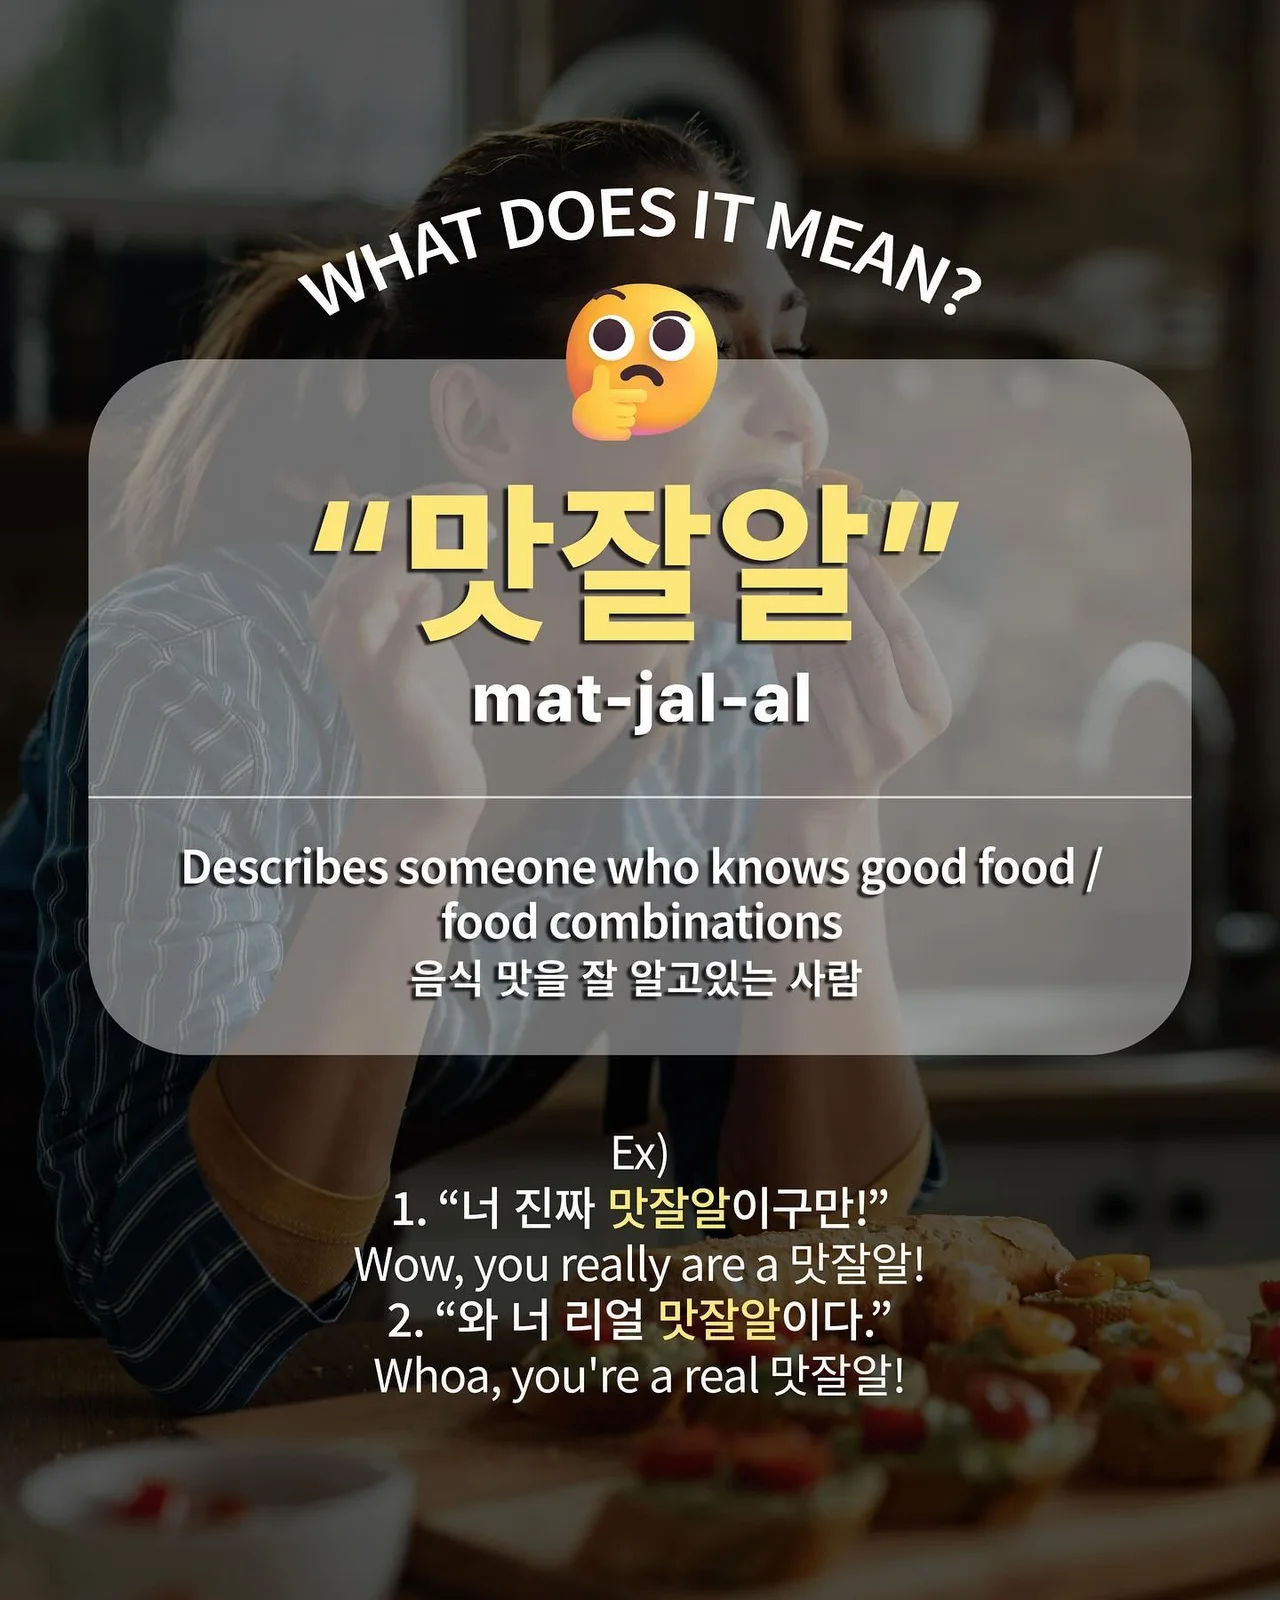 WHAT DOES IT MEAN?
“맛잘알”
mat-jal-al
Describes someone who knows good food /
food combinations
음식 맛을 잘 알고있는 사람
Ex)
1. “너 진짜 맛잘알이구만!”
Wow, you really are a 맛잘알!
2. “와 너 리얼 맛잘알이다.”
Whoa, you're a real 맛잘알!